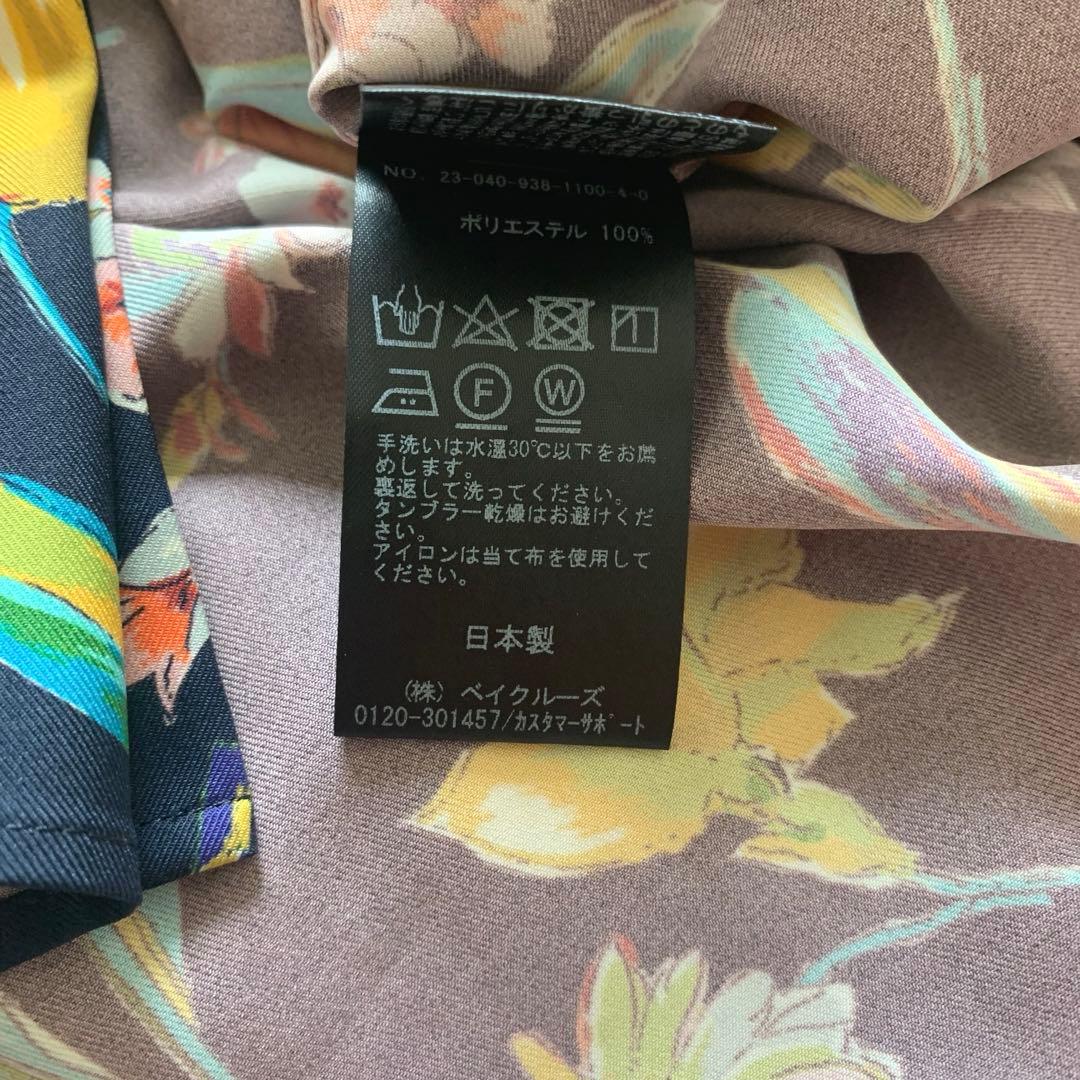 NO. 23-040-938-1100-4-0
ポリエステル 100%
F W
手洗いは水温30℃以下をお薦
めします。
裏返して洗ってください。
タンブラー乾燥はお避けくだ
さい。
アイロンは当て布を使用して
ください。
日本製
(株) ベイクルーズ
0120-301457/カスタマーサポート